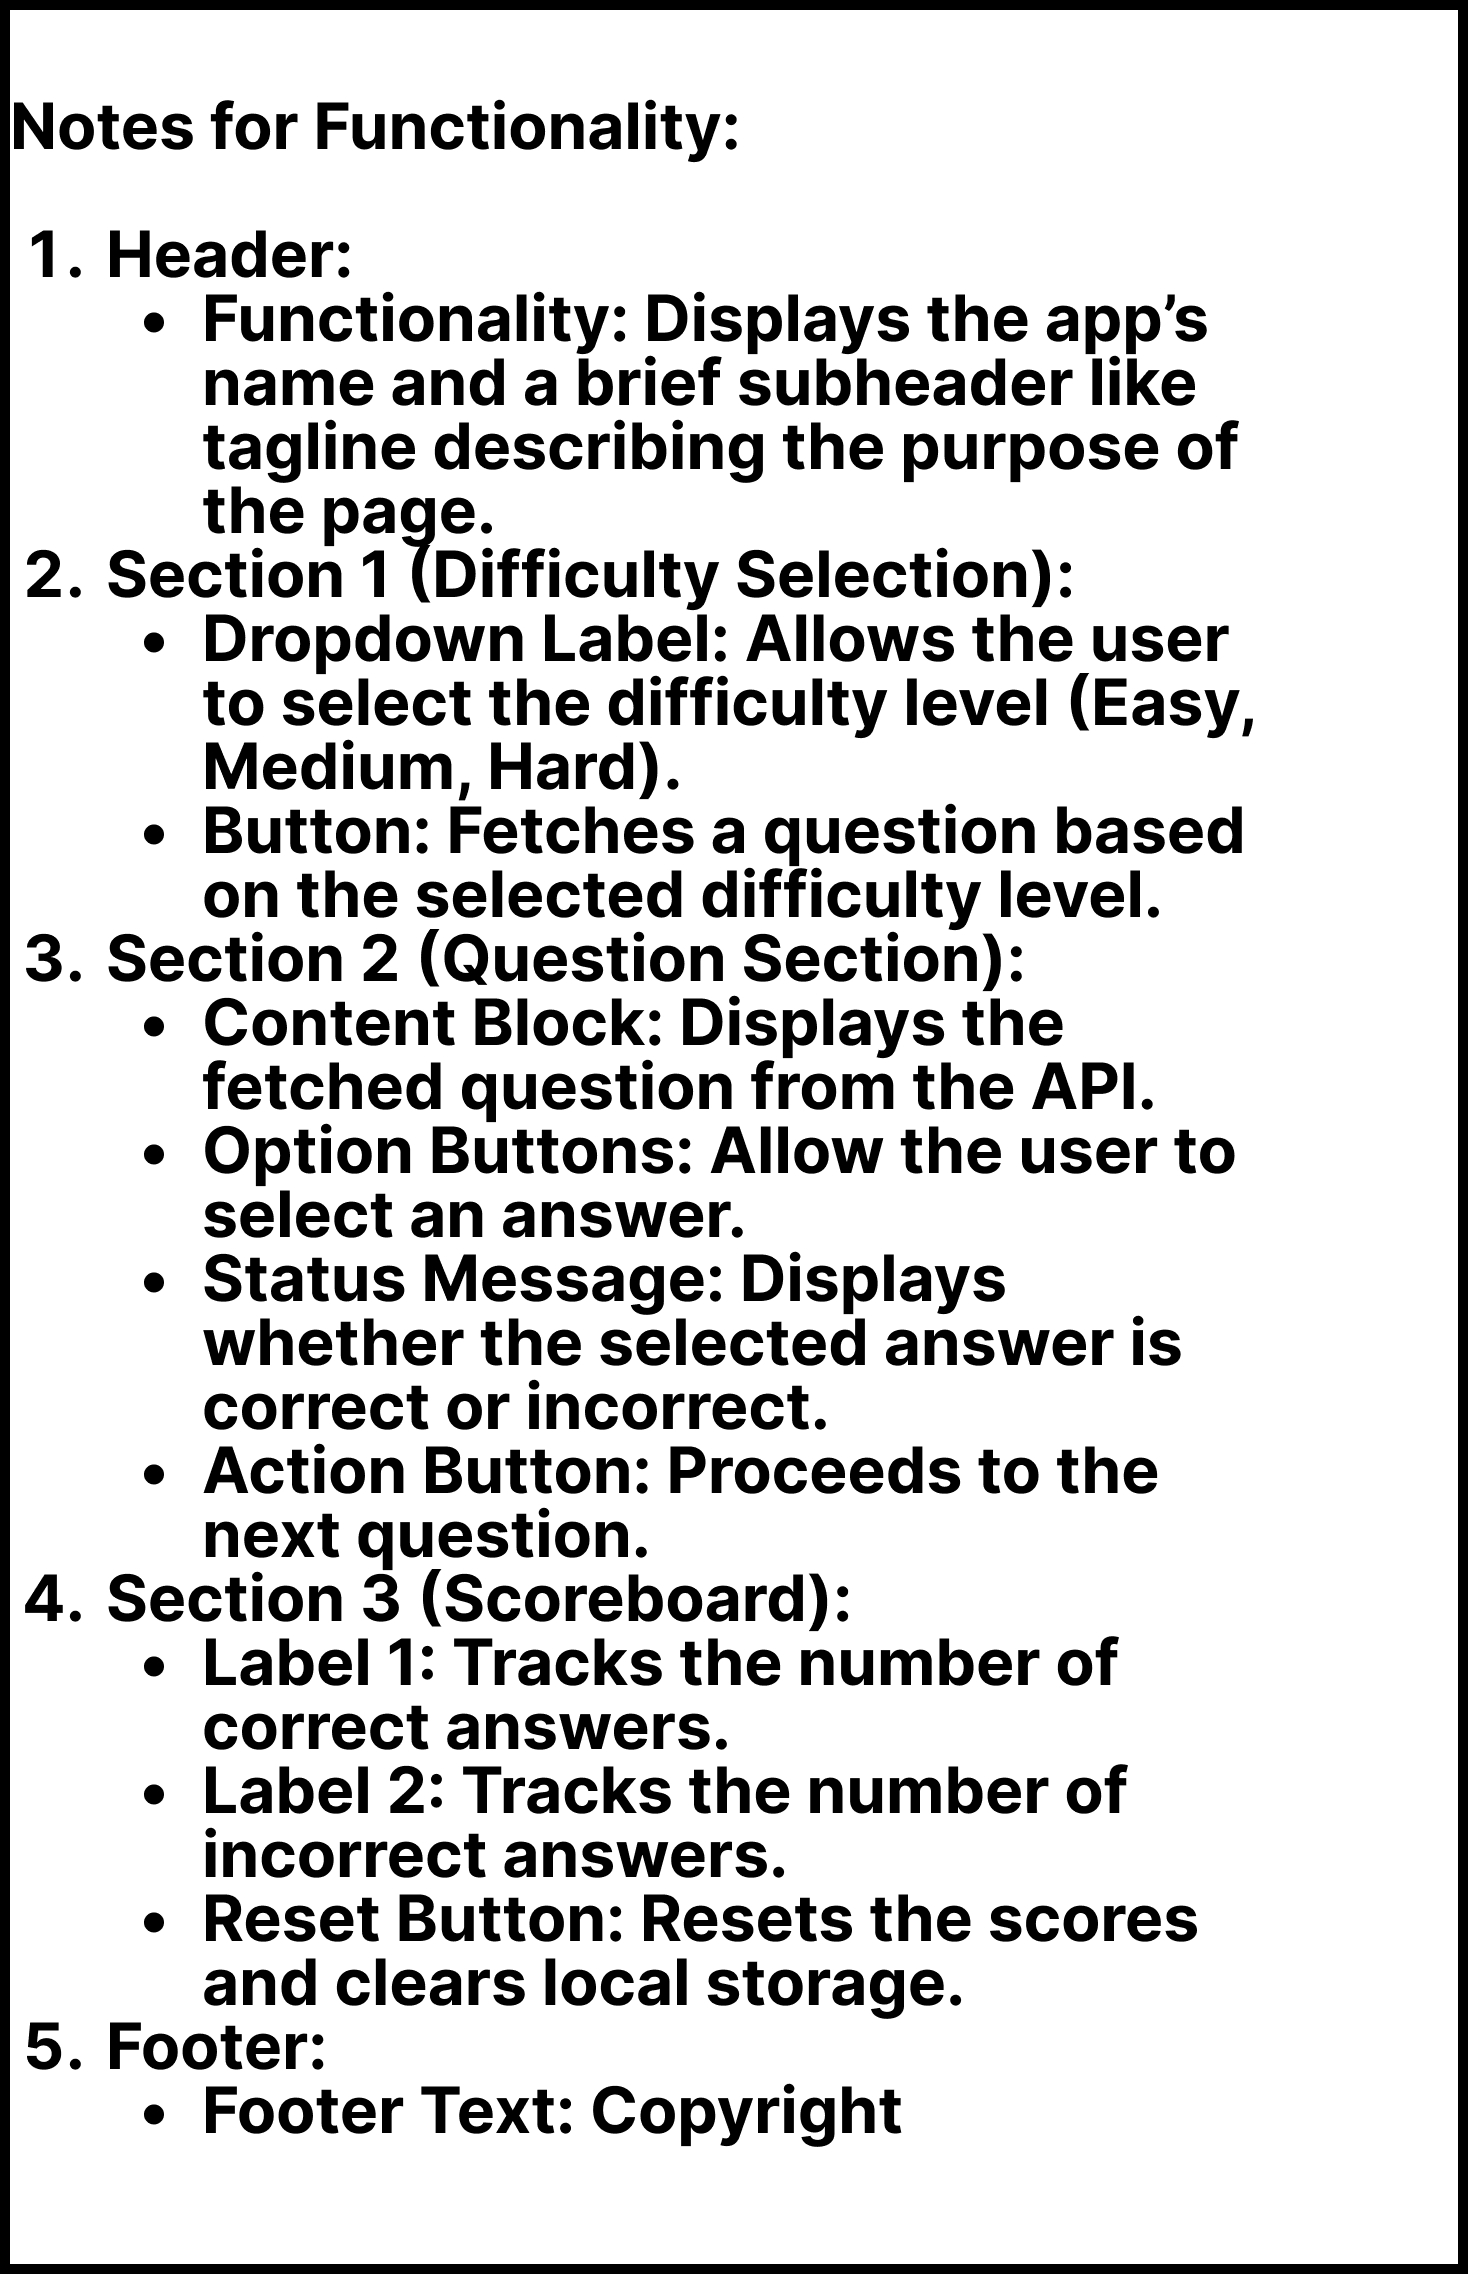 Notes for Functionality:
1. Header:
• Functionality: Displays the app’s
name and a brief subheader like
tagline describing the purpose of
the page.
2. Section 1 (Difficulty Selection):
• Dropdown Label: Allows the user
to select the difficulty level (Easy,
Medium, Hard).
• Button: Fetches a question based
on the selected difficulty level.
3. Section 2 (Question Section):
• Content Block: Displays the
fetched question from the API.
• Option Buttons: Allow the user to
select an answer.
• Status Message: Displays
whether the selected answer is
correct or incorrect.
• Action Button: Proceeds to the
next question.
4. Section 3 (Scoreboard):
• Label 1: Tracks the number of
correct answers.
• Label 2: Tracks the number of
incorrect answers.
• Reset Button: Resets the scores
and clears local storage.
5. Footer:
• Footer Text: Copyright